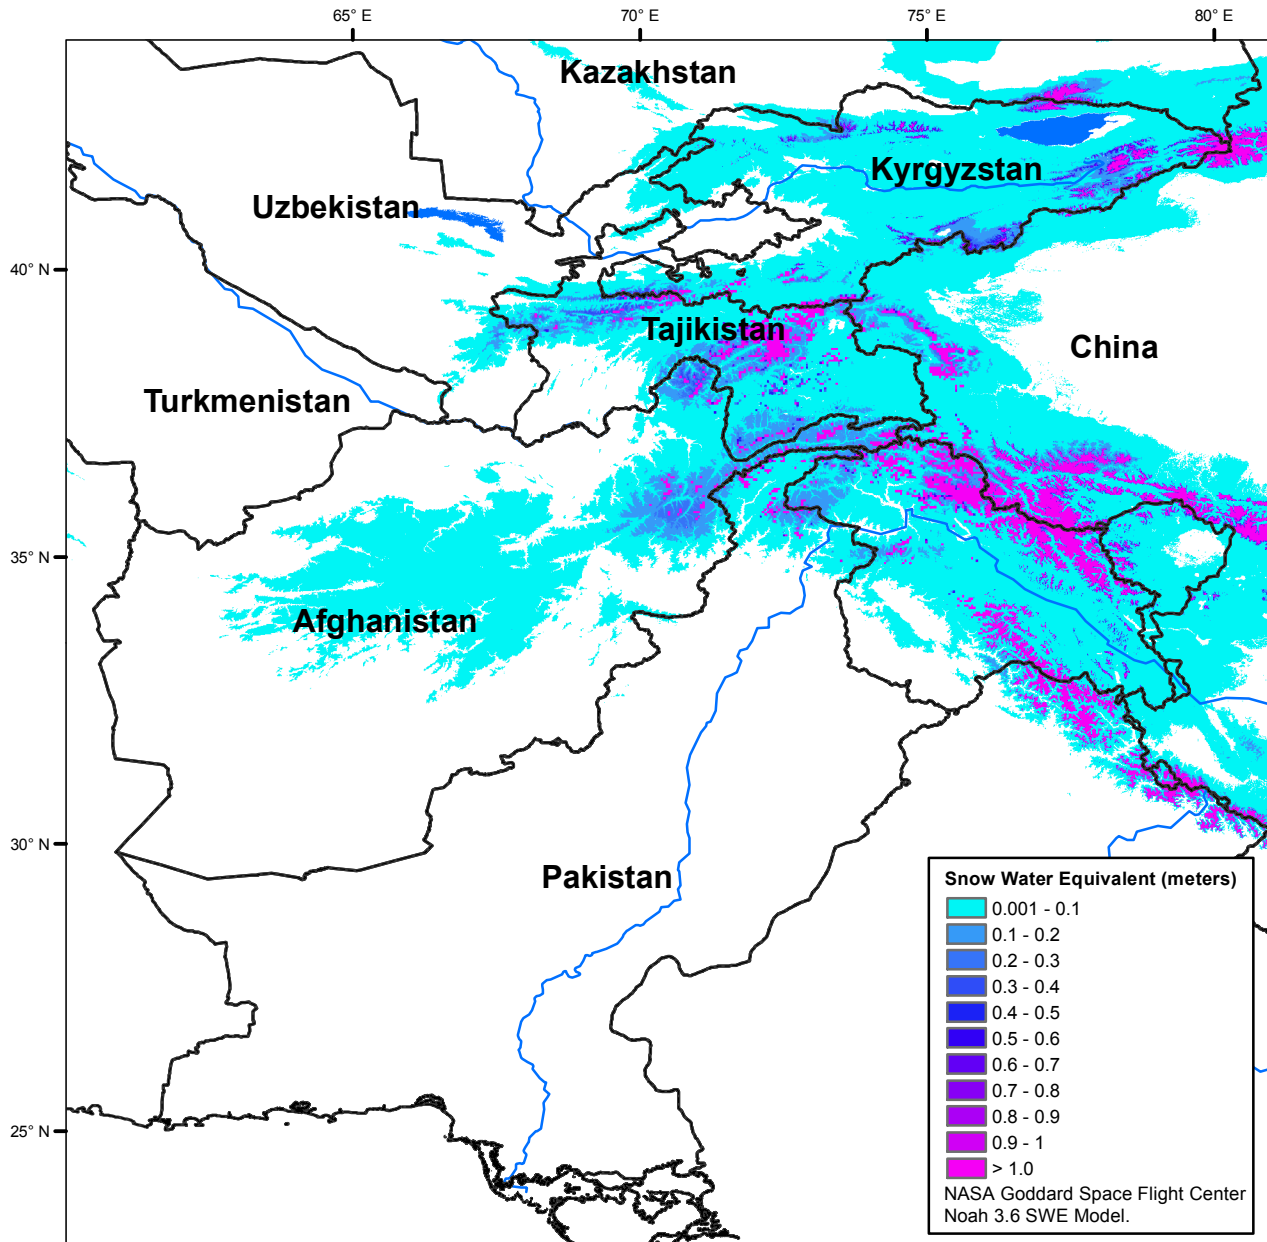 65° E
70° E
75° E
80° E
Kazakhstan
Kyrgyzstan
Uzbekistan
40° N
Tajikistan
China
Turkmenistan
35° N
Afghanistan
30° N
Pakistan
25° N
Snow Water Equivalent (meters)
0.001 - 0.1
0.1 - 0.2
0.2 - 0.3
0.3 - 0.4
0.4 - 0.5
0.5 - 0.6
0.6 - 0.7
0.7 - 0.8
0.8 - 0.9
0.9 - 1
> 1.0
NASA Goddard Space Flight Center
Noah 3.6 SWE Model.